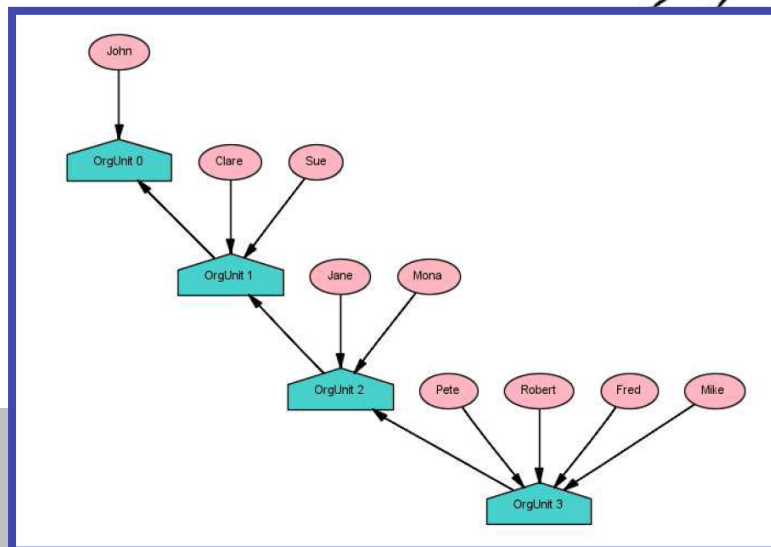 John
OrgUnit 0
Clare
Sue
OrgUnit 1
Jane
Mona
OrgUnit 2
Pete
Robert
Fred
Mike
OrgUnit 3